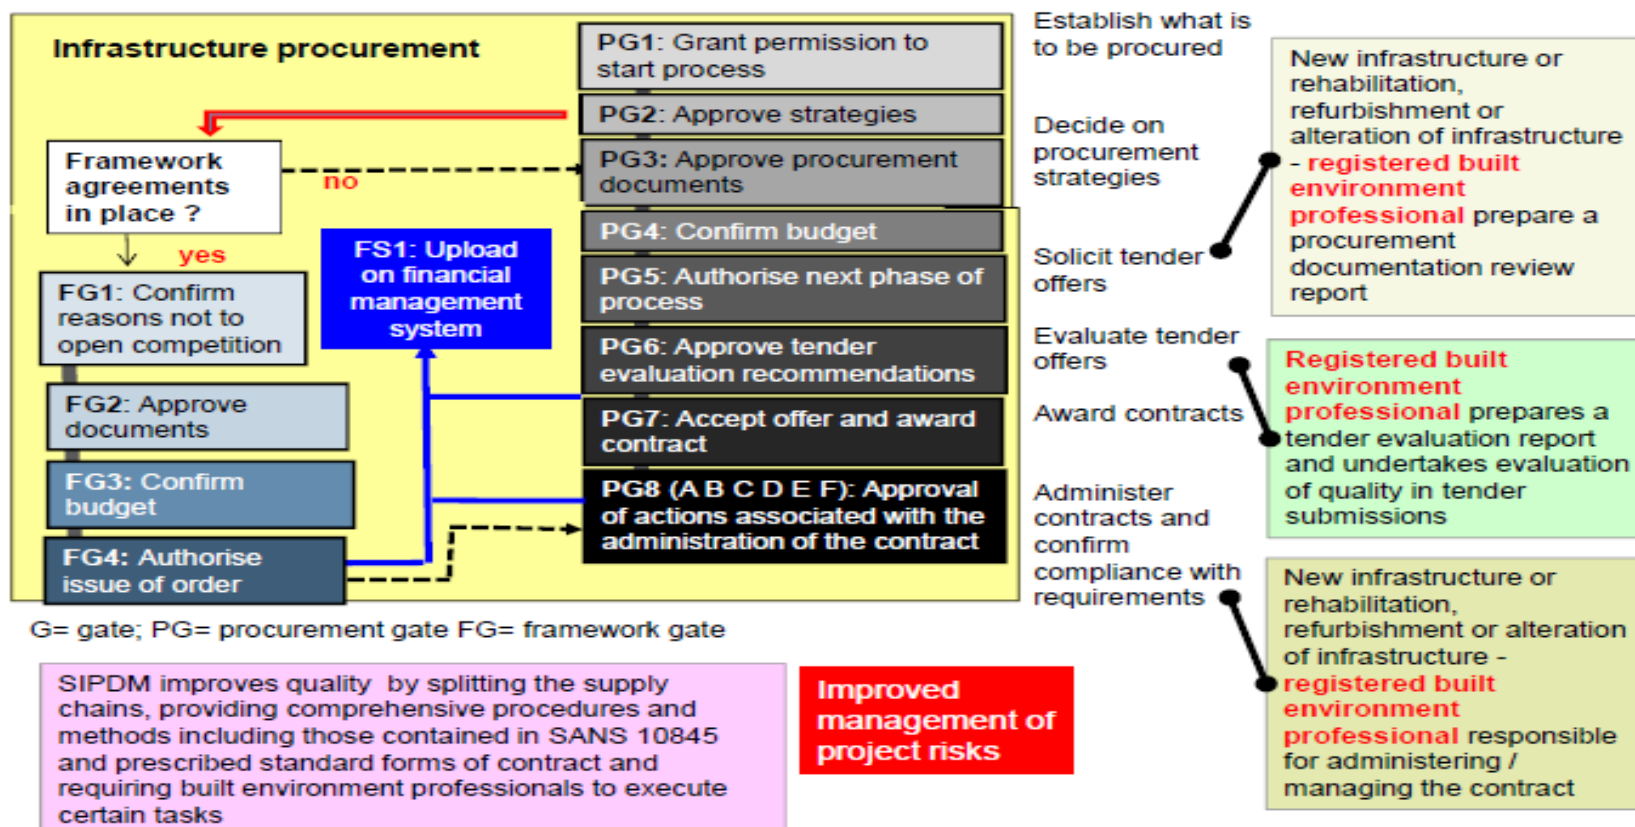 Infrastructure procurement
PG1: Grant permission to
start process
PG2: Approve strategies
PG3: Approve procurement
documents
PG4: Confirm budget
PG5: Authorise next phase of
process
PG6: Approve tender
evaluation recommendations
PG7: Accept offer and award
contract
PG8 (A B C D E F): Approval
of actions associated with the
administration of the contract
Framework
agreements
in place ?
no
yes
FG1: Confirm
reasons not to
open competition
FG2: Approve
documents
FG3: Confirm
budget
FG4: Authorise
issue of order
FS1: Upload
on financial
management
system
Establish what is
to be procured
Decide on
procurement
strategies
Solicit tender
offers
Evaluate tender
offers
Award contracts
Administer
contracts and
confirm
compliance with
requirements
New infrastructure or
rehabilitation,
refurbishment or
alteration of infrastructure
- registered built
environment
professional prepare a
procurement
documentation review
report
Registered built
environment
professional prepares a
tender evaluation report
and undertakes evaluation
of quality in tender
submissions
New infrastructure or
rehabilitation,
refurbishment or alteration
of infrastructure -
registered built
environment
professional responsible
for administering /
managing the contract
G= gate; PG= procurement gate FG= framework gate
SIPDM improves quality by splitting the supply
chains, providing comprehensive procedures and
methods including those contained in SANS 10845
and prescribed standard forms of contract and
requiring built environment professionals to execute
certain tasks
Improved
management of
project risks